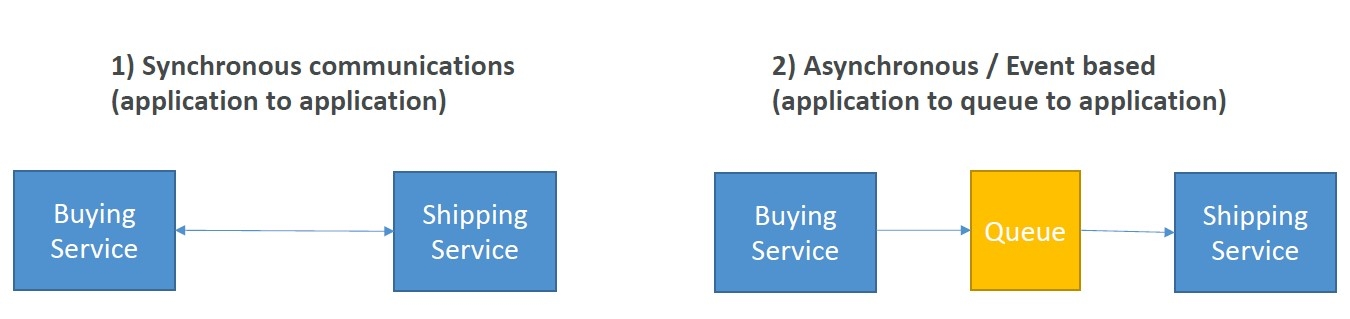 1) Synchronous communications
(application to application)
Buying
Service
Shipping
Service
2) Asynchronous / Event based
(application to queue to application)
Buying
Service
Queue
Shipping
Service